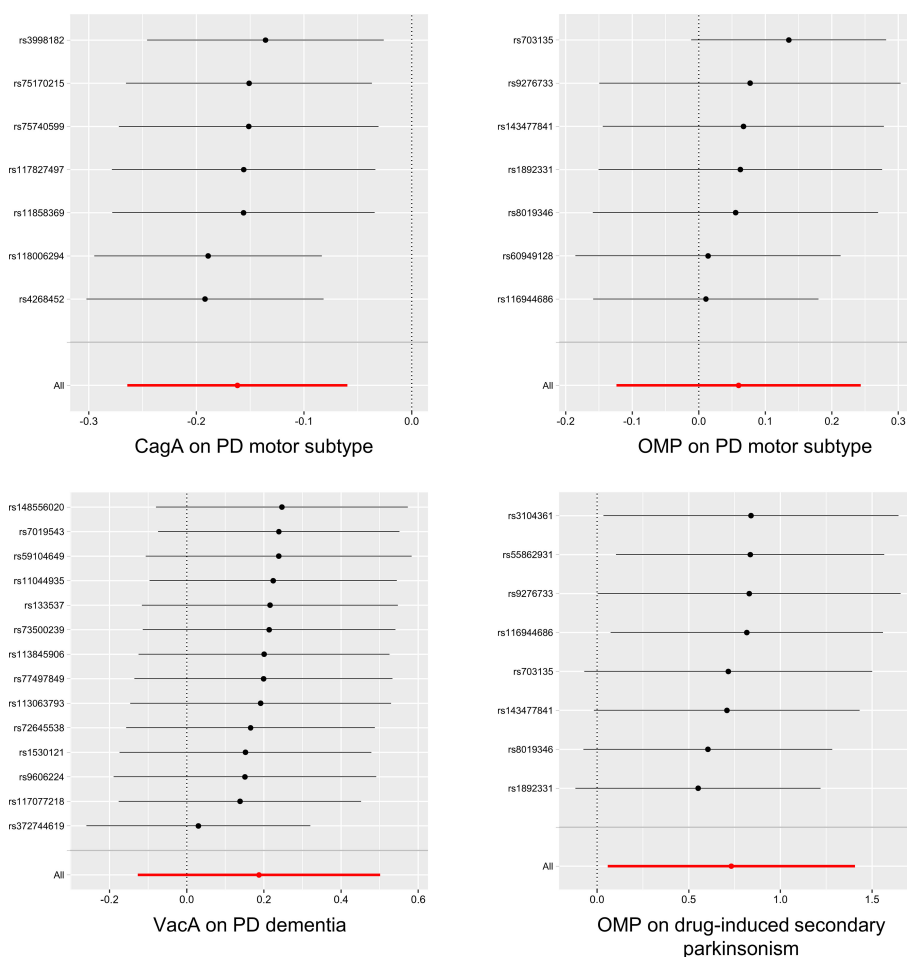 rs3998182
rs75170215
rs75740599
rs117827497
rs11858369
rs118006294
rs4268452
All
-0.3 -0.2 -0.1 0.0
CagA on PD motor subtype
rs703135
rs9276733
rs143477841
rs1892331
rs8019346
rs60949128
rs116944686
All
-0.2 -0.1 0.0 0.1 0.2 0.3
OMP on PD motor subtype
rs148556020
rs7019543
rs59104649
rs11044935
rs133537
rs73500239
rs113845906
rs77497849
rs113063793
rs72645538
rs1530121
rs9606224
rs117077218
rs372744619
All
-0.2 0.0 0.2 0.4 0.6
VacA on PD dementia
rs3104361
rs55862931
rs9276733
rs116944686
rs703135
rs143477841
rs8019346
rs1892331
All
0.0 0.5 1.0 1.5
OMP on drug-induced secondary
parkinsonism